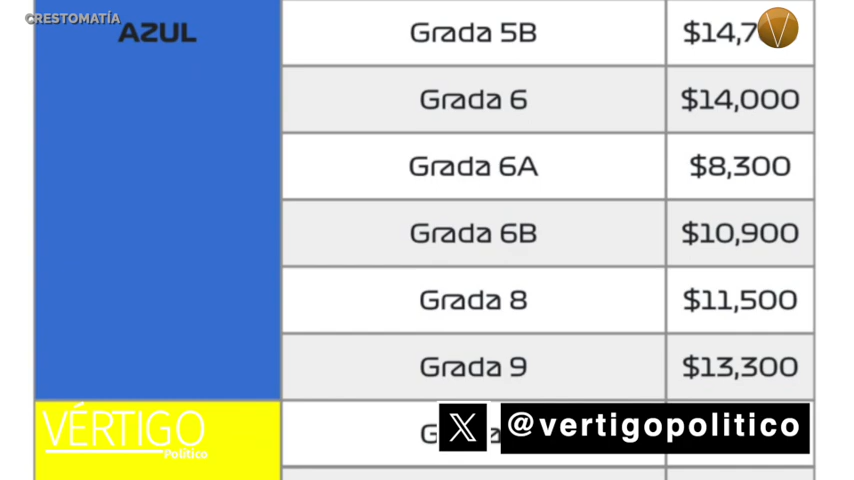 CRESTOMATÍA
AZUL
Grada 5B
Grada 6 $14,000
Grada 6A $8,300
Grada 6B $10,900
Grada 8 $11,500
Grada 9 $13,300
VÉRTIGO
Político
@vertigopolitico